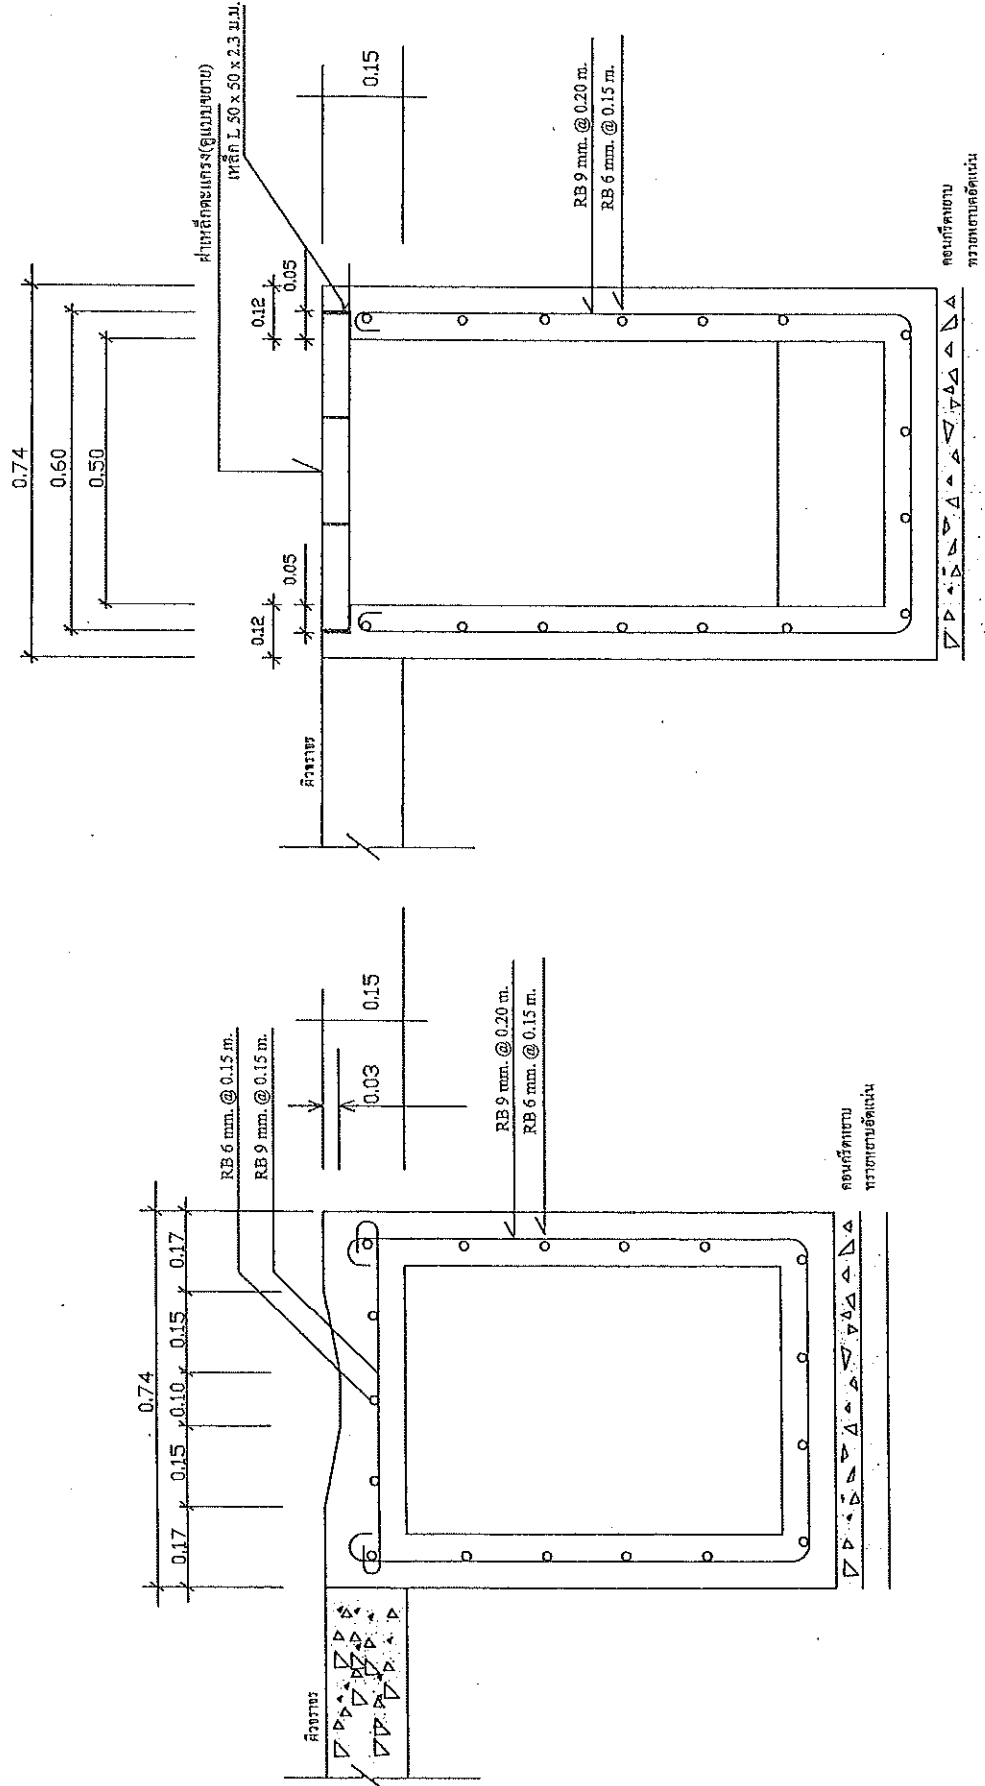 0.74
0.60
0.50
ฝาเหล็กตะแกรง(ดูแบบขยาย)
เหล็ก L 50 x 50 x 2.3 ม.ม.
0.12
0.05
0.05
0.12
0.15
ผิวจราจร
RB 9 mm. @ 0.20 m.
RB 6 mm. @ 0.15 m.
คอนกรีตหยาบ
ทรายหยาบอัดแน่น
RB 6 mm. @ 0.15 m.
RB 9 mm. @ 0.15 m.
0.74
0.17
0.15
0.10
0.15
0.17
0.03
0.15
ผิวจราจร
RB 9 mm. @ 0.20 m.
RB 6 mm. @ 0.15 m.
คอนกรีตหยาบ
ทรายหยาบอัดแน่น